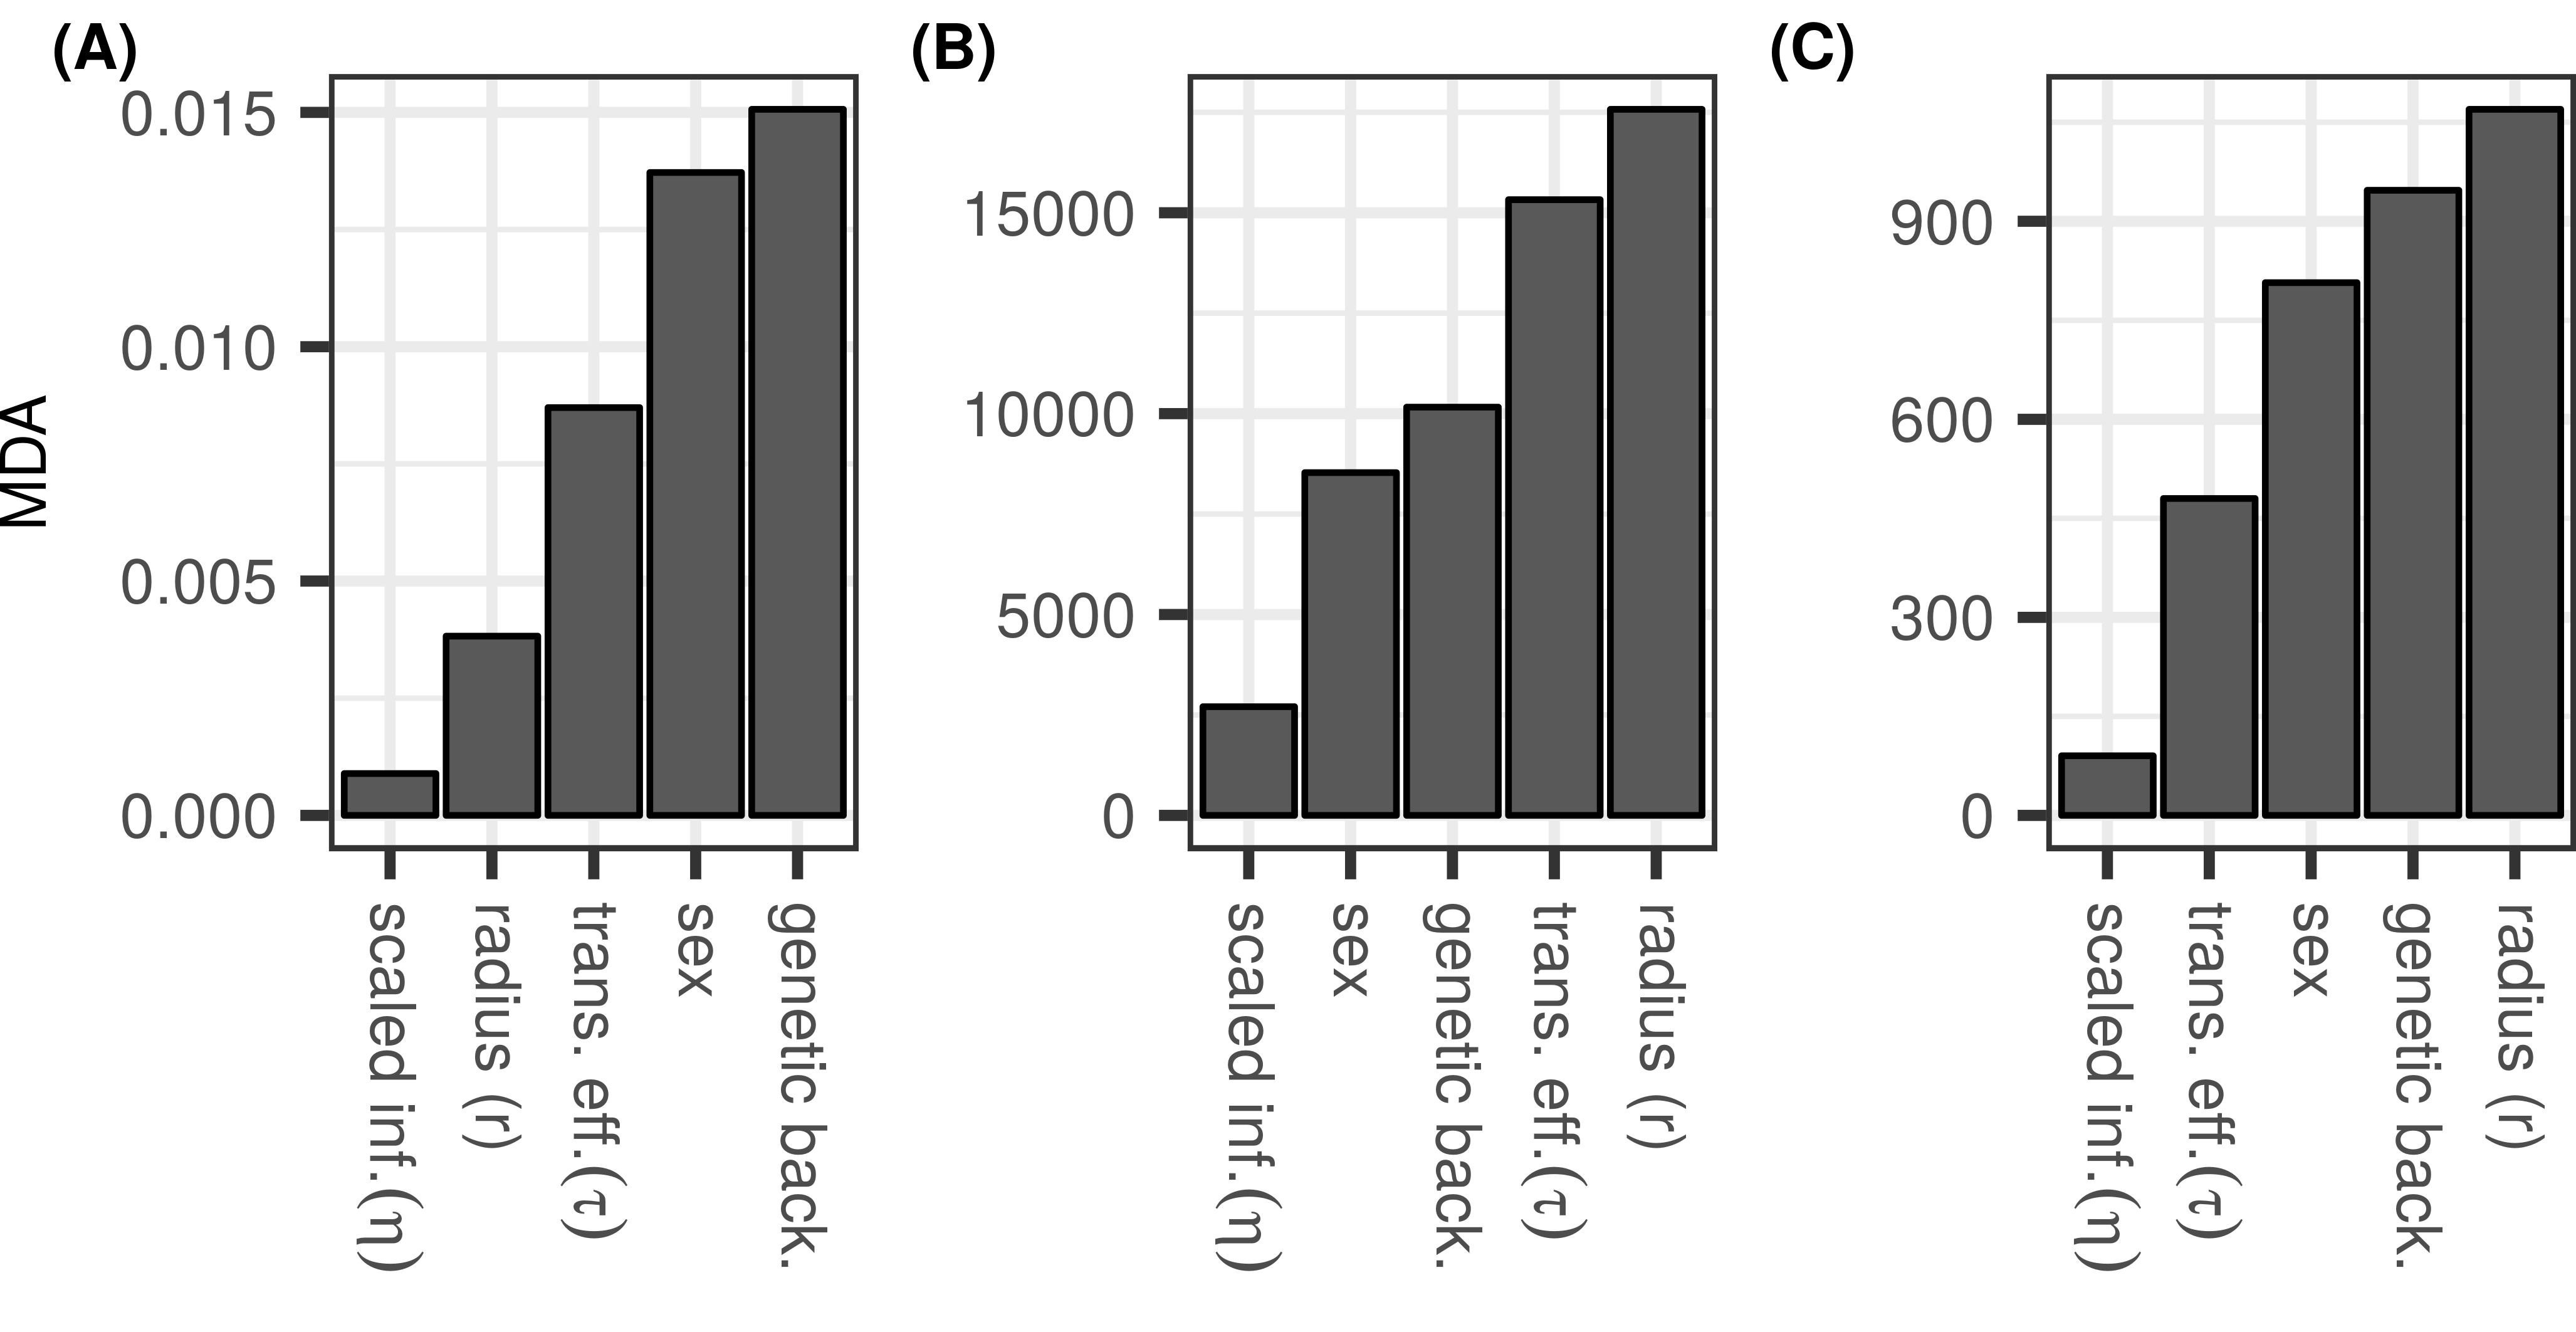 (A)
(B)
(C)
MDA
0.015
0.010
0.005
0.000
scaled inf.(η)
radius (r)
trans. eff.(τ)
sex
genetic back.
15000
10000
5000
0
scaled inf.(η)
sex
genetic back.
trans. eff.(τ)
radius (r)
900
600
300
0
scaled inf.(η)
trans. eff.(τ)
sex
genetic back.
radius (r)